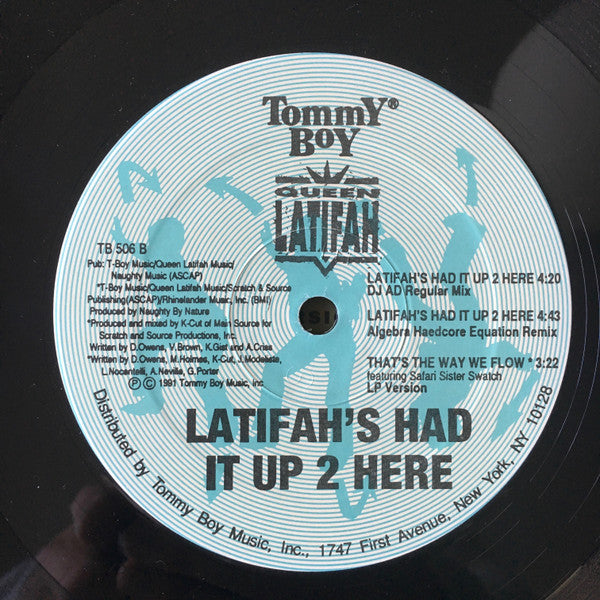 Tommy® 
Boy
QUEEN
LATIFAH
TB 506 B
Pub: T-Boy Music/Queen Latifah Music/
Naughty Music (ASCAP)
*T-Boy Music/Queen Latifah Music/Scratch & Source
Publishing(ASCAP)/Rhinelander Music, Inc. (BMI)
Produced by Naughty By Nature
*Produced and mixed by K-Cut of Main Source for
Scratch and Source Productions, Inc.
Written by D.Owens, V.Brown, K.Gist and A.Criss
*Written by D.Owens, M.Holmes, K-Cut, J.Modeliste,
L.Nocentelli, A.Neville, G.Porter
Ⓟ © 1991 Tommy Boy Music, Inc
LATIFAH'S HAD IT UP 2 HERE 4:20
DJ AD Regular Mix
LATIFAH'S HAD IT UP 2 HERE 4:43
Algebra Haedcore Equation Remix
THAT'S THE WAY WE FLOW * 3:22
featuring Safari Sister Swatch
LP Version
LATIFAH'S HAD
IT UP 2 HERE
Distributed by Tommy Boy Music, Inc., 1747 First Avenue, New York, NY 10128